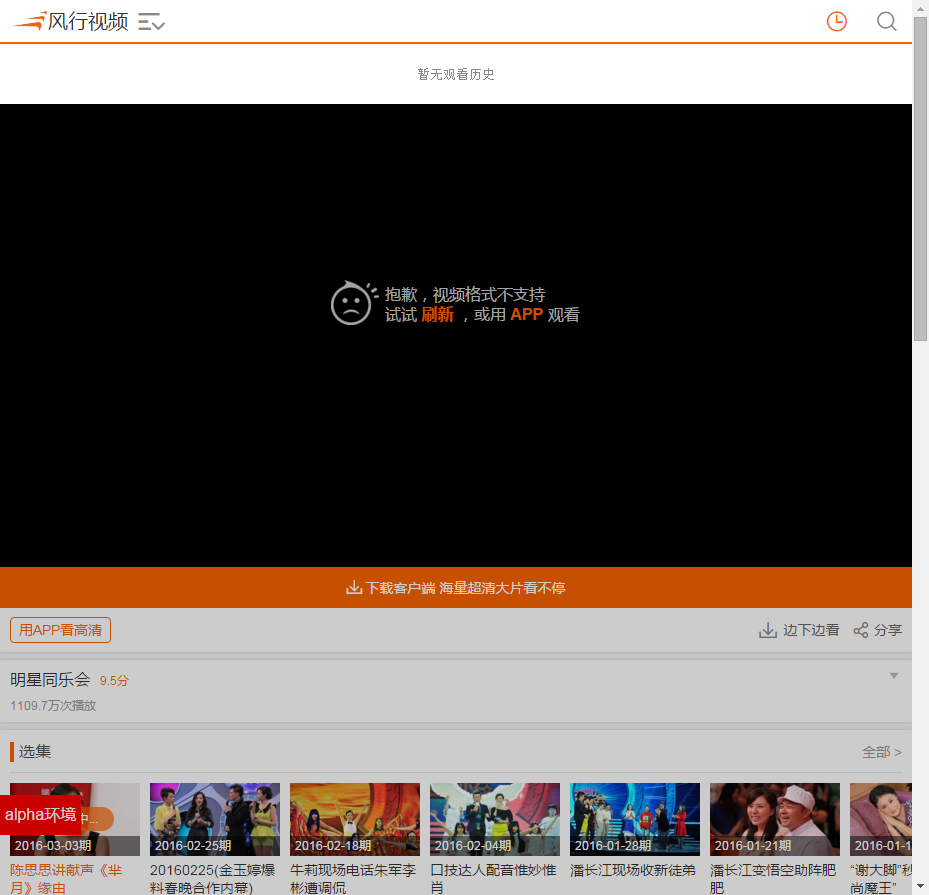 风行视频
暂无观看历史
抱歉，视频格式不支持
试试 刷新 ，或用 APP 观看
下载客户端 海量超清大片看不停
用APP看高清
边下边看
分享
明星同乐会 9.5分
1109.7万次播放
选集
全部 >
alpha环境
中...
2016-03-03期
2016-02-25期
2016-02-18期
2016-02-04期
2016-01-28期
2016-01-21期
2016-01-1
陈思思讲献声《芈
月》缘由
20160225(金玉婷爆
料春晚合作内幕)
牛莉现场电话朱军李
彬遭调侃
口技达人配音惟妙惟
肖
潘长江现场收新徒弟
潘长江变悟空助阵肥
肥
“谢大脚”秒
尚魔王”